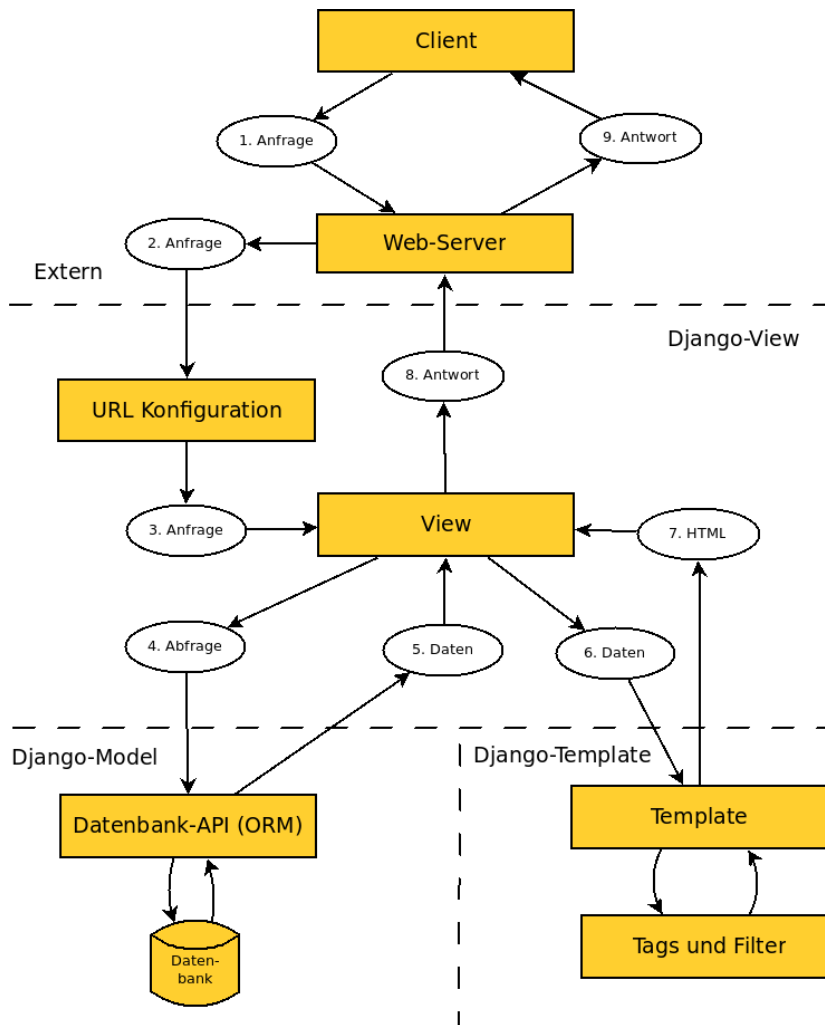 Client
1. Anfrage
9. Antwort
Web-Server
2. Anfrage
Extern
Django-View
8. Antwort
URL Konfiguration
3. Anfrage
View
7. HTML
4. Abfrage
5. Daten
6. Daten
Django-Model
Django-Template
Datenbank-API (ORM)
Template
Daten-
bank
Tags und Filter